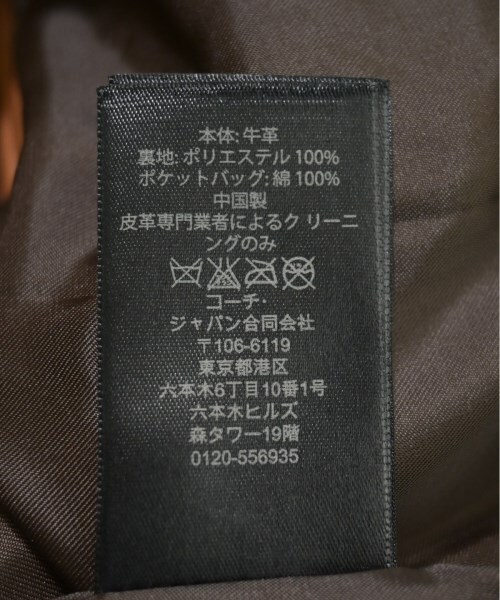 本体: 牛革
裏地: ポリエステル 100%
ポケットバッグ: 綿 100%
中国製
皮革専門業者によるク リーニ
ングのみ
コーチ・
ジャパン合同会社
〒106-6119
東京都港区
六本木6丁目10番1号
六本木ヒルズ
森タワー19階
0120-556935